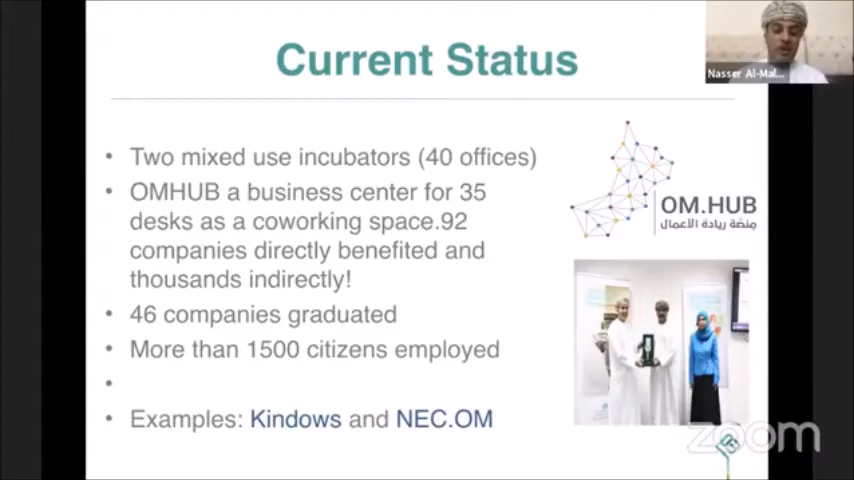 Current Status
Nasser Al-Mal...
• Two mixed use incubators (40 offices)
• OMHUB a business center for 35
desks as a coworking space.92
companies directly benefited and
thousands indirectly!
• 46 companies graduated
• More than 1500 citizens employed
•
• Examples: Kindows and NEC.OM
OM.HUB
منصّة ريادة الأعمال
zoom